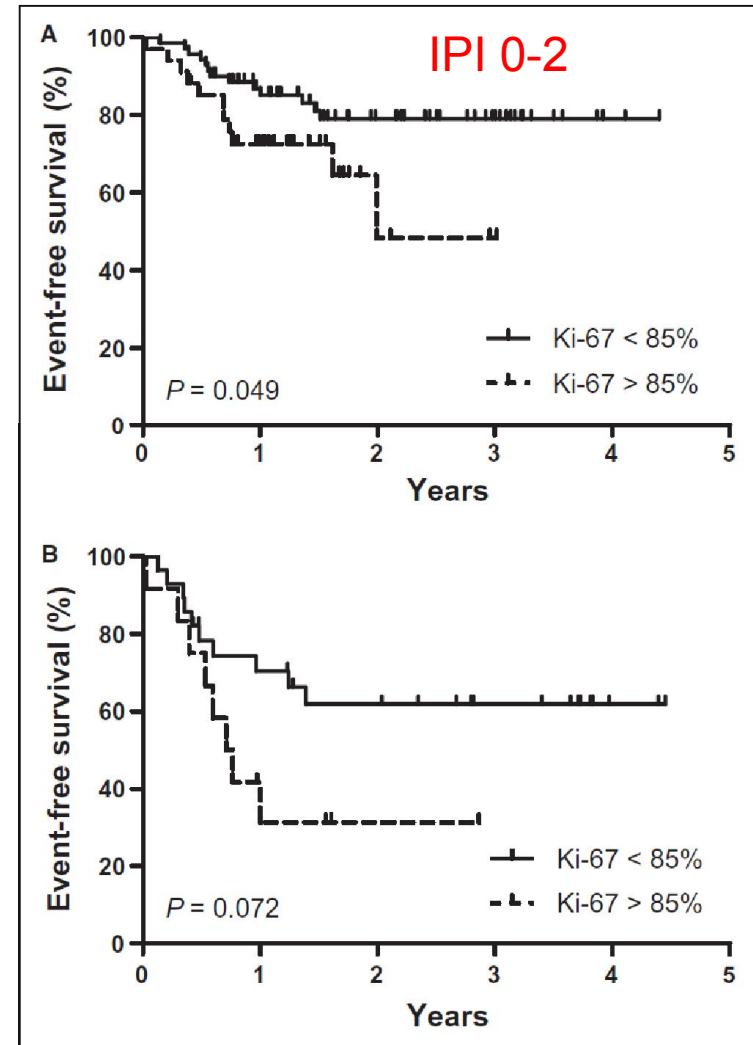 A
IPI 0-2
Event-free survival (%)
100
80
60
40
20
0
Ki-67 < 85%
Ki-67 > 85%
P = 0.049
0 1 2 3 4 5
Years
B
Event-free survival (%)
100
80
60
40
20
0
Ki-67 < 85%
Ki-67 > 85%
P = 0.072
0 1 2 3 4 5
Years